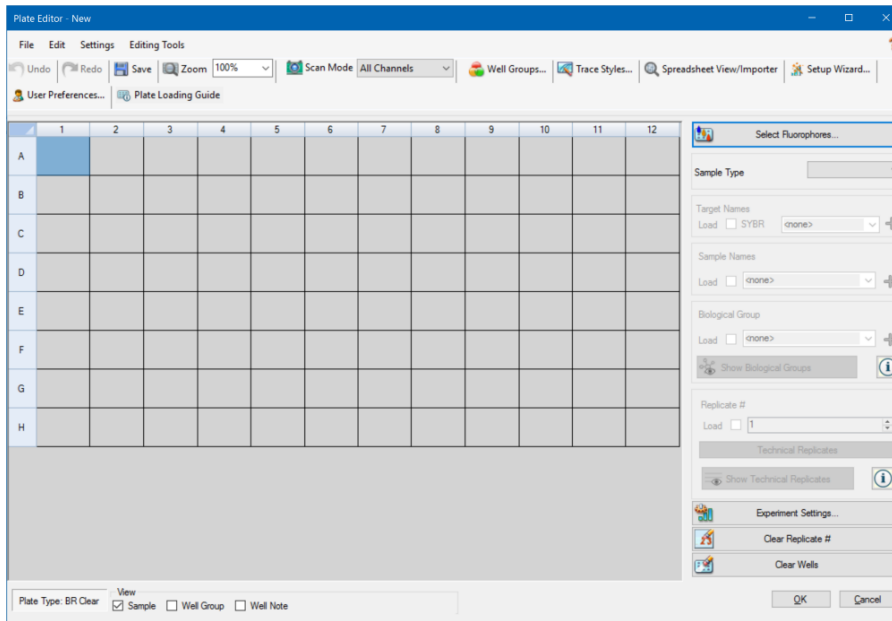 Plate Editor - New
File Edit Settings Editing Tools
Undo Redo Save Zoom 100% Scan Mode All Channels Well Groups... Trace Styles... Spreadsheet View/Importer Setup Wizard...
User Preferences... Plate Loading Guide
1 2 3 4 5 6 7 8 9 10 11 12
Select Fluorophores...
A
Sample Type
B
Target Names
Load SYBR <none>
C
Sample Names
D
Load <none>
E
Biological Group
Load <none>
F
Show Biological Groups
G
Replicate #
H
Load 1
Technical Replicates
Show Technical Replicates
Experiment Settings...
Clear Replicate #
Clear Wells
Plate Type: BR Clear
View
Sample Well Group Well Note
OK Cancel